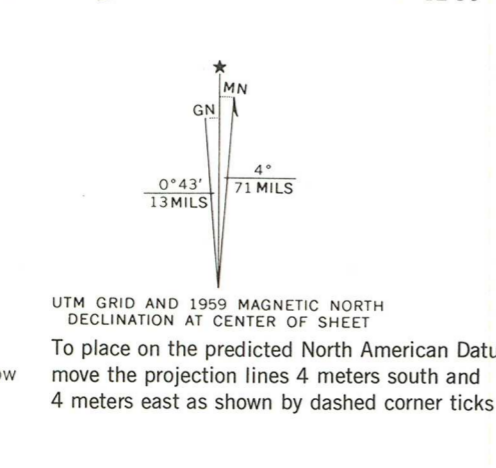 MN
GN
0°43'
13 MILS
4°
71 MILS
UTM GRID AND 1959 MAGNETIC NORTH
DECLINATION AT CENTER OF SHEET
To place on the predicted North American Datu
ow move the projection lines 4 meters south and
4 meters east as shown by dashed corner ticks